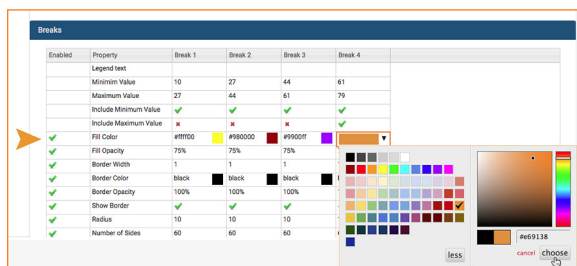 Breaks
Enabled Property Break 1 Break 2 Break 3 Break 4
Legend text
Minimim Value 10 27 44 61
Maximum Value 27 44 61 79
Include Minimum Value
Include Maximum Value
Fill Color #ffff00 #980000 #9900ff
Fill Opacity 75% 75% 75%
Border Width 1 1 1
Border Color black black black
Border Opacity 100% 100% 100%
Show Border
Radius 10 10 10
Number of Sides 60 60 60
#e69138
less cancel choose